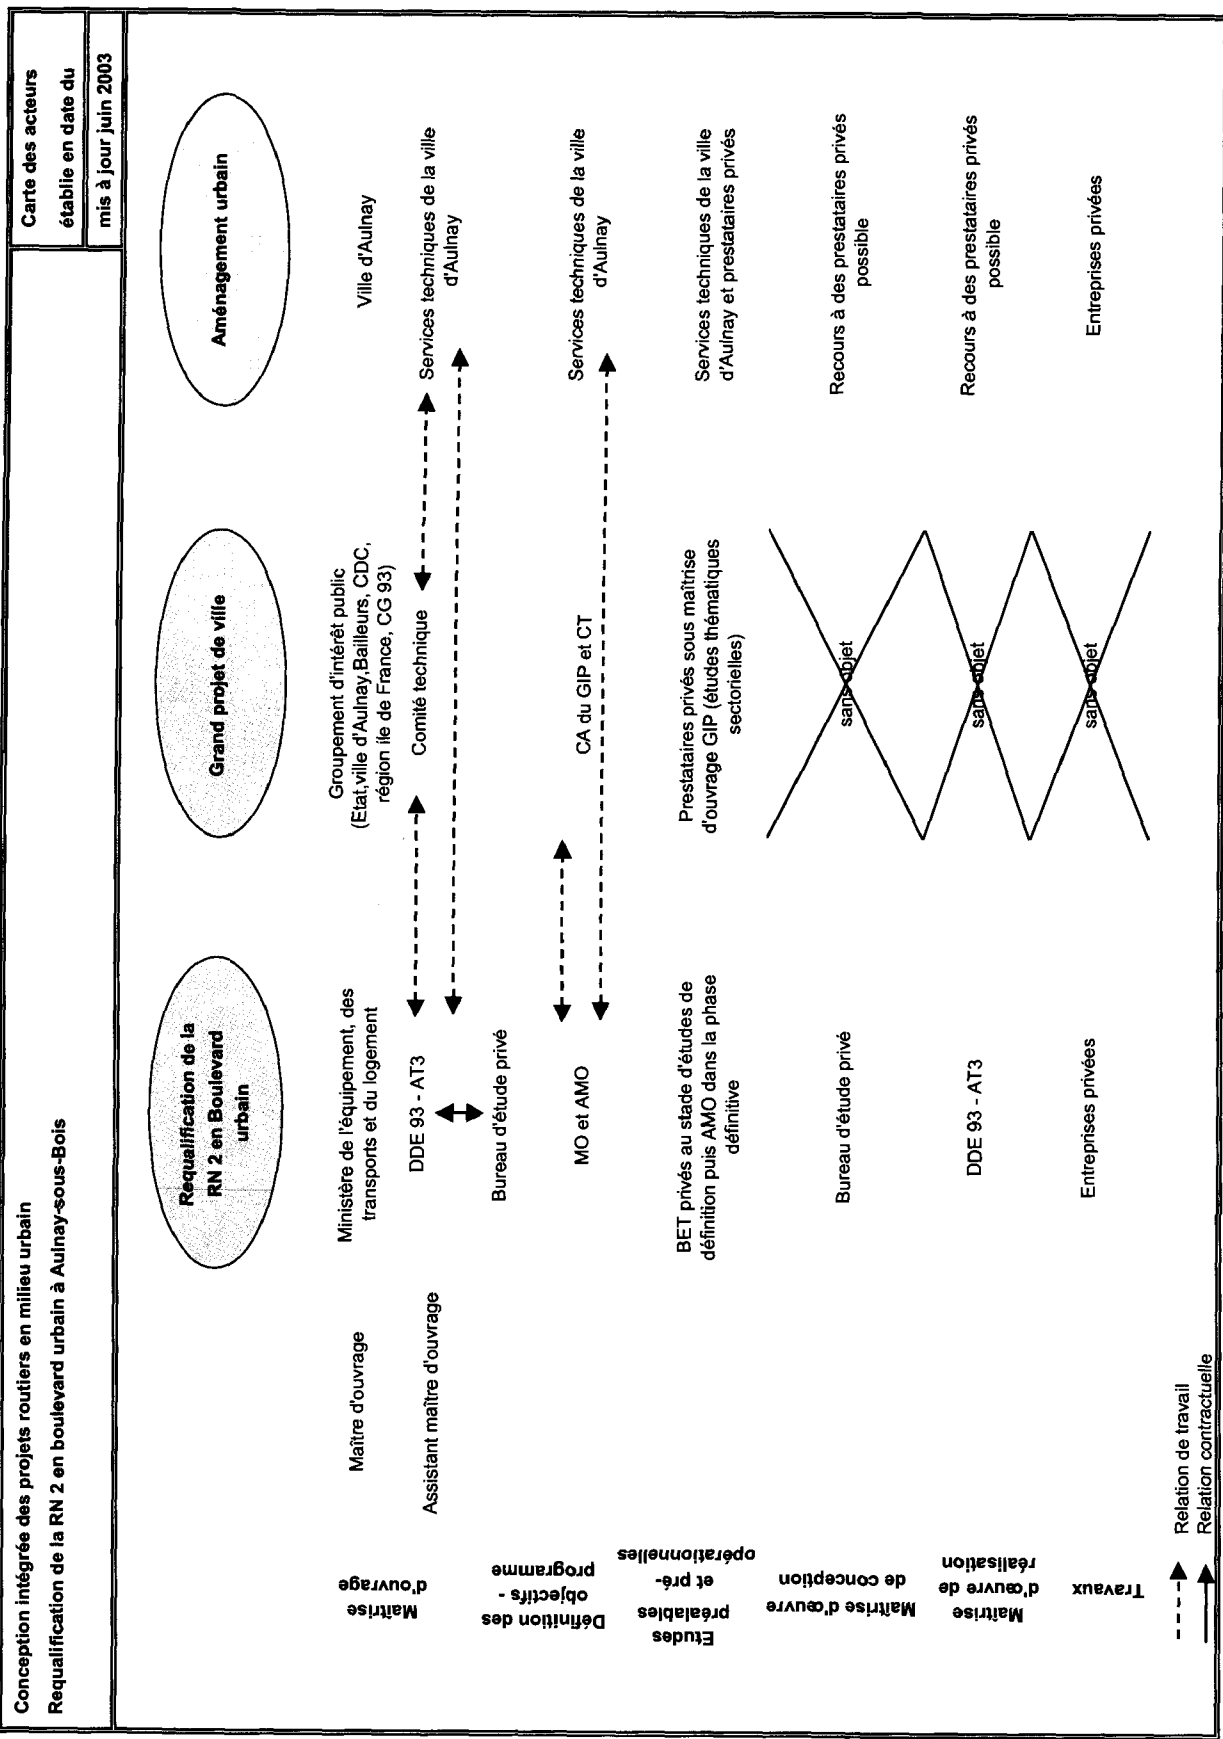 Conception intégrée des projets routiers en milieu urbain
Requalification de la RN 2 en boulevard urbain à Aulnay-sous-Bois
Carte des acteurs
établie en date du
mis à jour juin 2003
Requalification de la
RN 2 en Boulevard
urbain
Grand projet de ville
Aménagement urbain
Maîtrise
d'ouvrage
Maître d'ouvrage
Ministère de l'équipement, des
transports et du logement
Groupement d'intérêt public
(Etat,ville d'Aulnay,Bailleurs, CDC,
région ile de France, CG 93)
Ville d'Aulnay
Assistant maître d'ouvrage
DDE 93 - AT3
Comité technique
Services techniques de la ville
d'Aulnay
Bureau d'étude privé
Définition des
objectifs -
programme
MO et AMO
CA du GIP et CT
Services techniques de la ville
d'Aulnay
Etudes
préalables
et pré-
opérationnelles
BET privés au stade d'études de
définition puis AMO dans la phase
définitive
Prestataires privés sous maîtrise
d'ouvrage GIP (études thématiques
sectorielles)
Services techniques de la ville
d'Aulnay et prestataires privés
Maîtrise d'œuvre
de conception
Bureau d'étude privé
sans objet
Recours à des prestataires privés
possible
Maîtrise
d'œuvre de
réalisation
DDE 93 - AT3
sans objet
Recours à des prestataires privés
possible
Travaux
Entreprises privées
sans objet
Entreprises privées
Relation de travail
Relation contractuelle